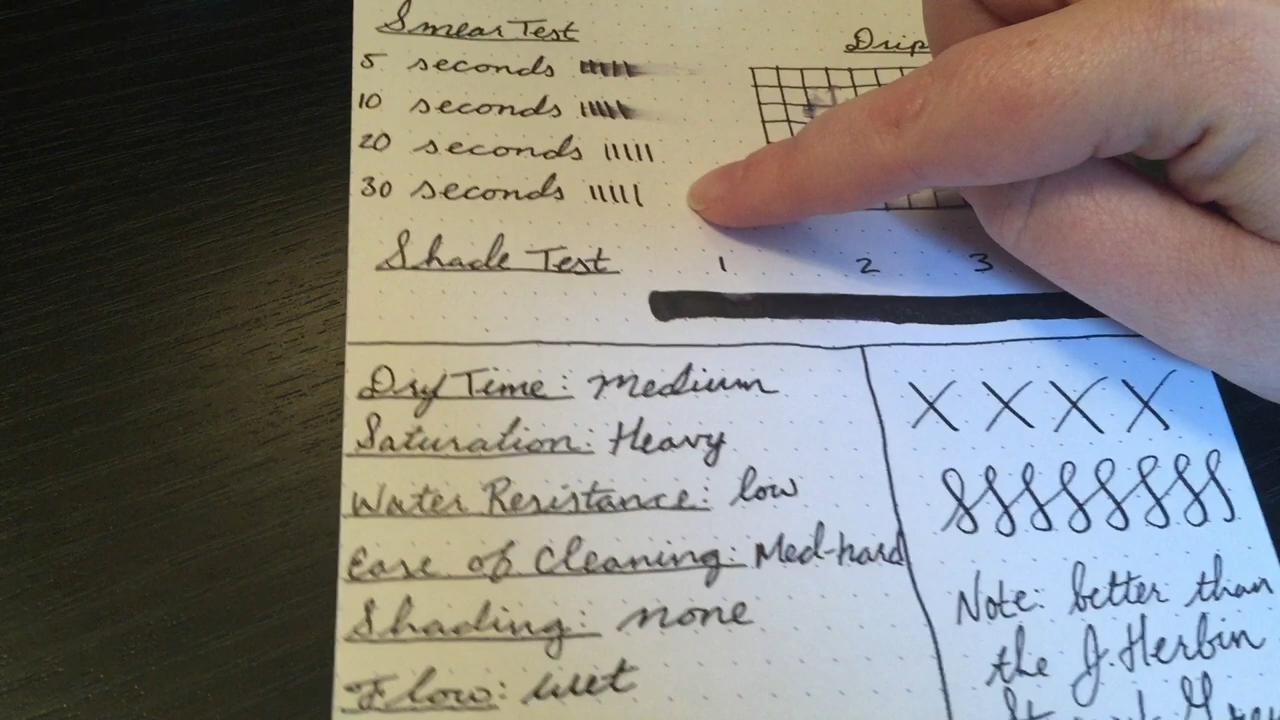 Smear Test
5 seconds
10 seconds
20 seconds
30 seconds
Drip
Shade Test 1 2 3
Dry Time: Medium
Saturation: Heavy
Water Resistance: low
Ease of Cleaning: Med-hard
Shading: none
Flow: wet
X X X X
Note: better than
the J. Herbin